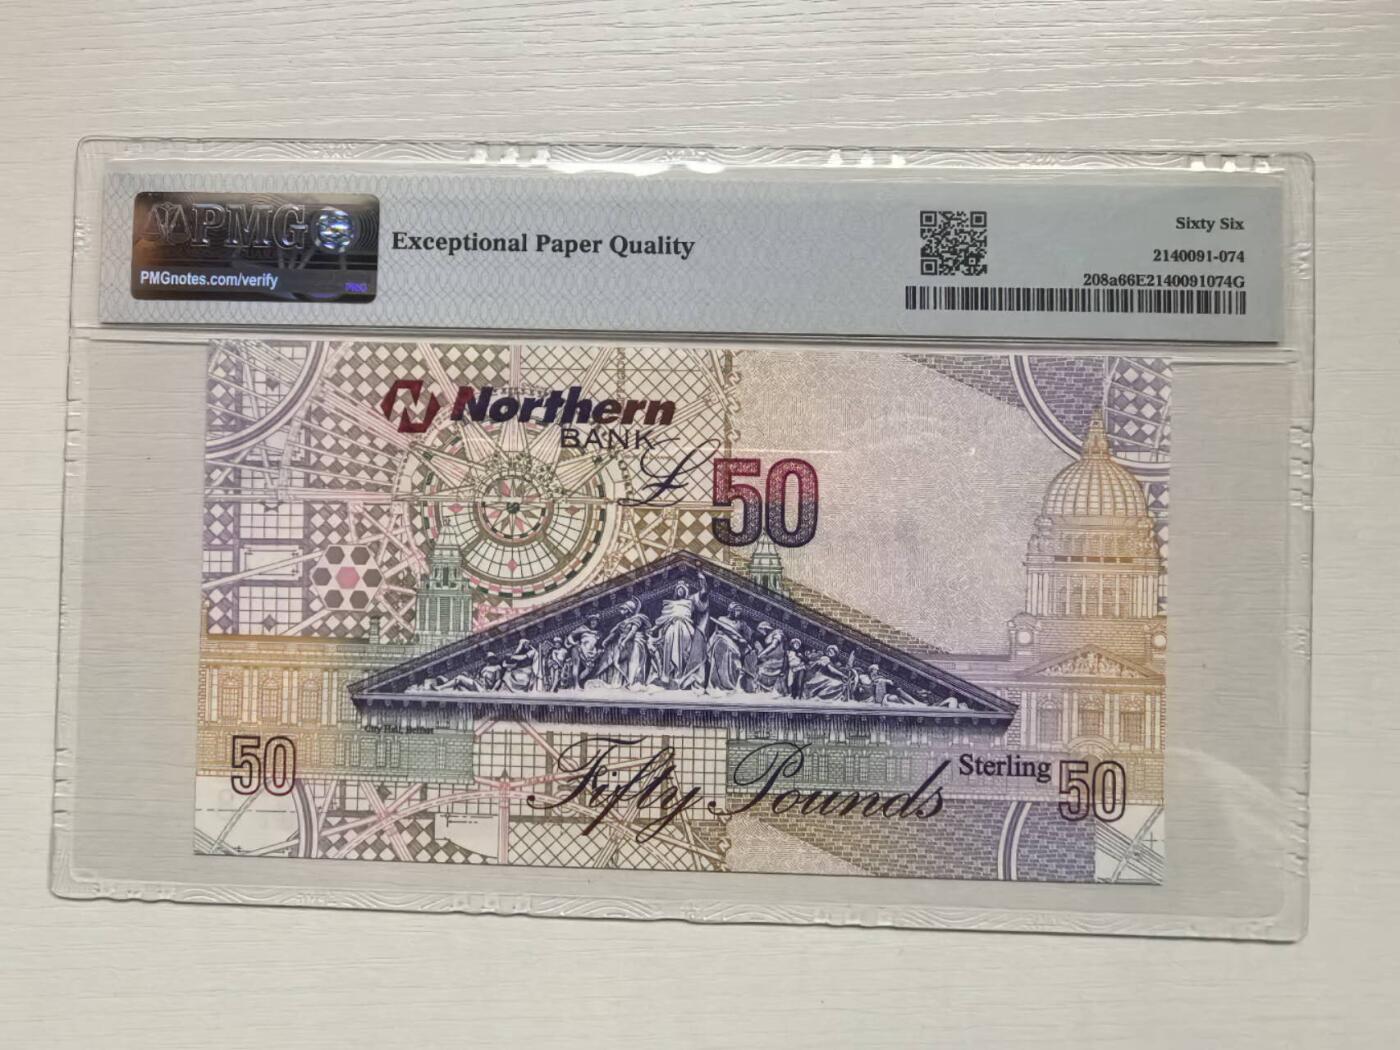 PMG
PMGnotes.com/verify
PMG
Exceptional Paper Quality
Sixty Six
2140091-074
208a66E2140091074G
N Northern
BANK
£50
City Hall, Belfast
50
Fifty Pounds
Sterling
50